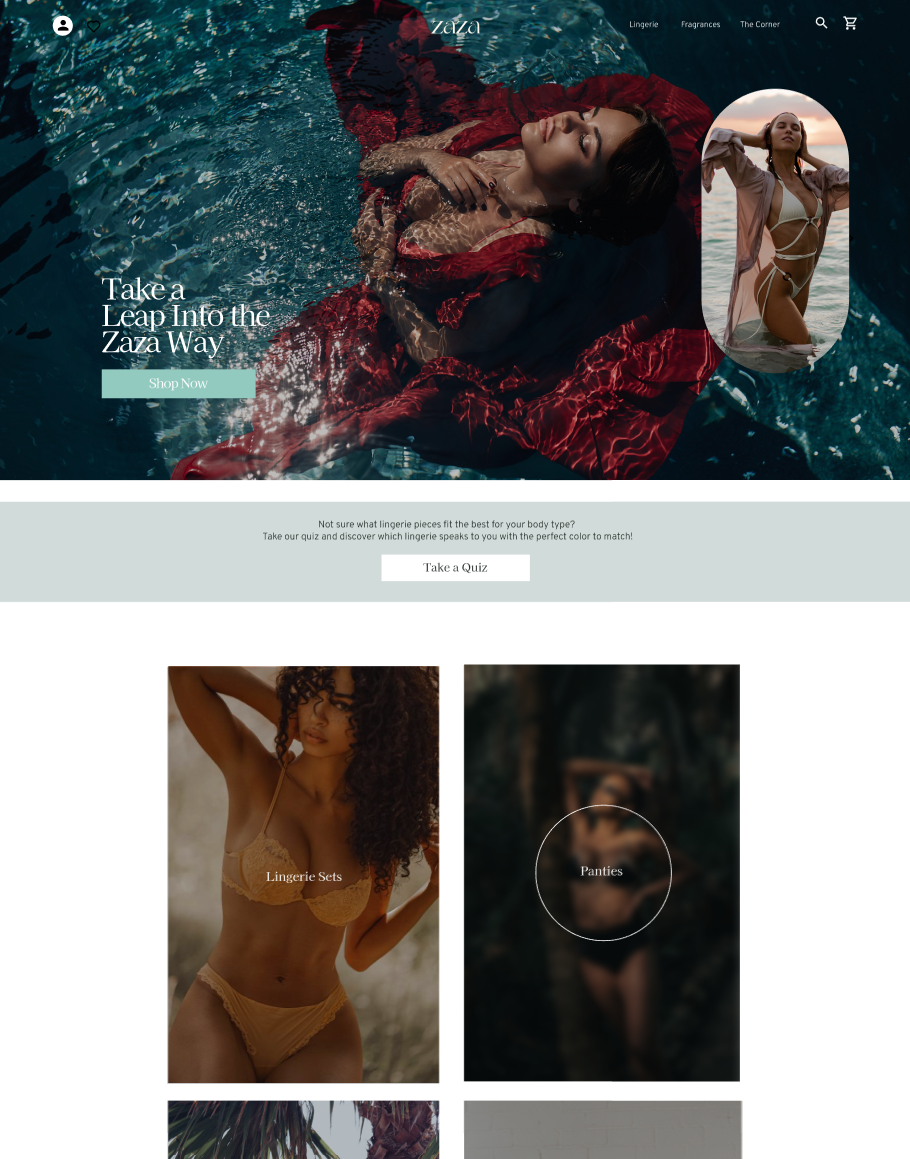 zaza
Lingerie
Fragrances
The Corner
Take a
Leap Into the
Zaza Way
Shop Now
Not sure what lingerie pieces fit the best for your body type?
Take our quiz and discover which lingerie speaks to you with the perfect color to match!
Take a Quiz
Lingerie Sets
Panties